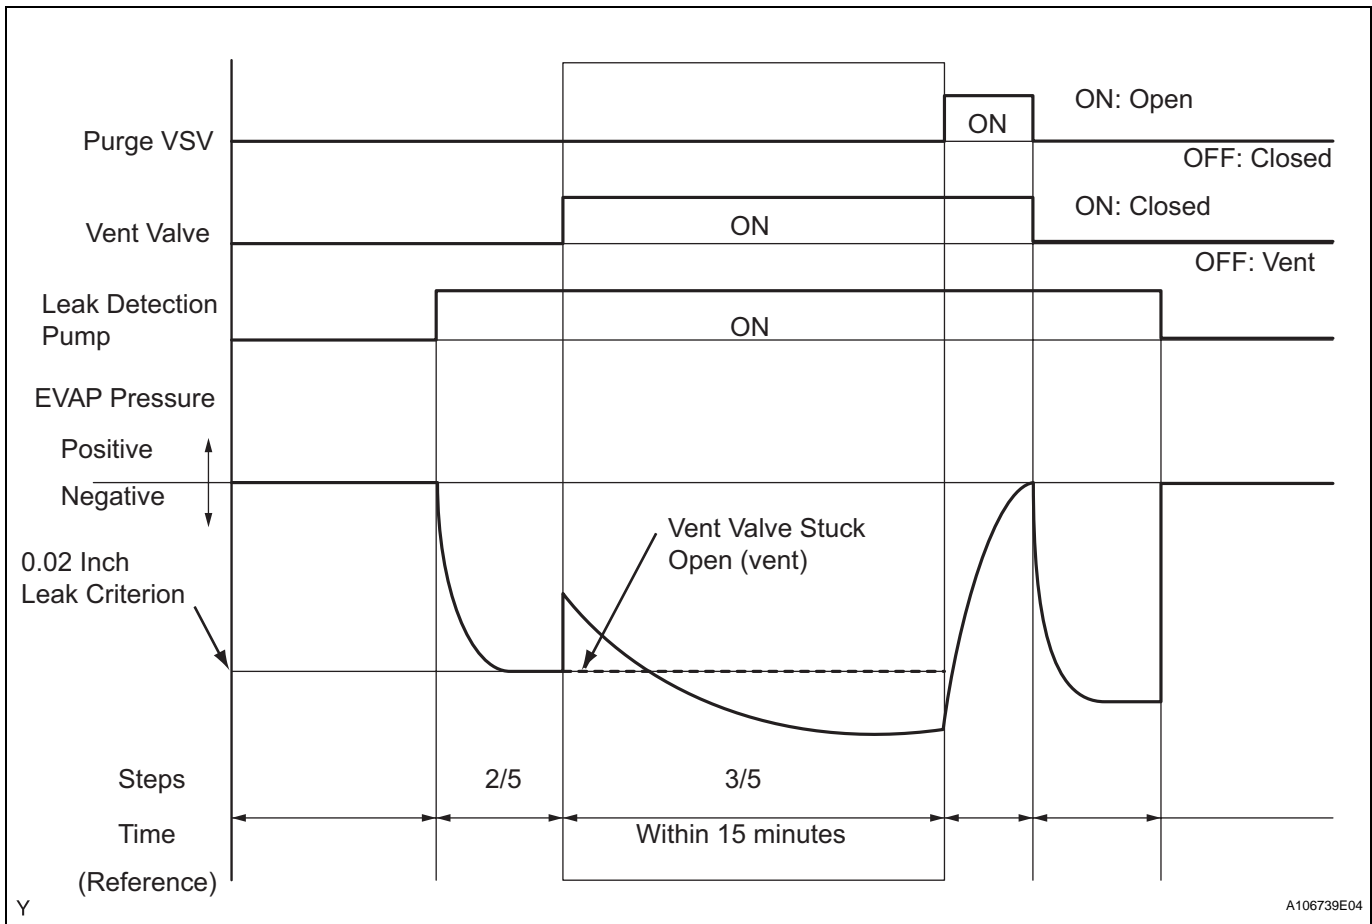 Purge VSV
ON
ON: Open
OFF: Closed
Vent Valve
ON
ON: Closed
OFF: Vent
Leak Detection
Pump
ON
EVAP Pressure
Positive
Negative
0.02 Inch
Leak Criterion
Vent Valve Stuck
Open (vent)
Steps
2/5
3/5
Time
Within 15 minutes
(Reference)
Y
A106739E04